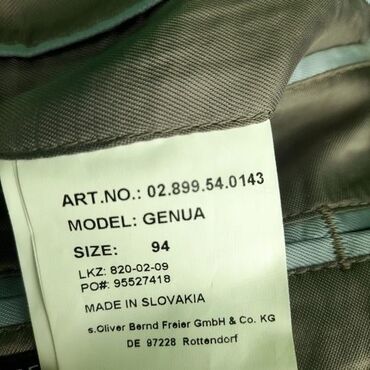 ART.NO.: 02.899.54.0143
MODEL: GENUA
SIZE: 94
LKZ: 820-02-09
PO#: 95527418
MADE IN SLOVAKIA
s.Oliver Bernd Freier GmbH & Co. KG
DE 97228 Rottendorf